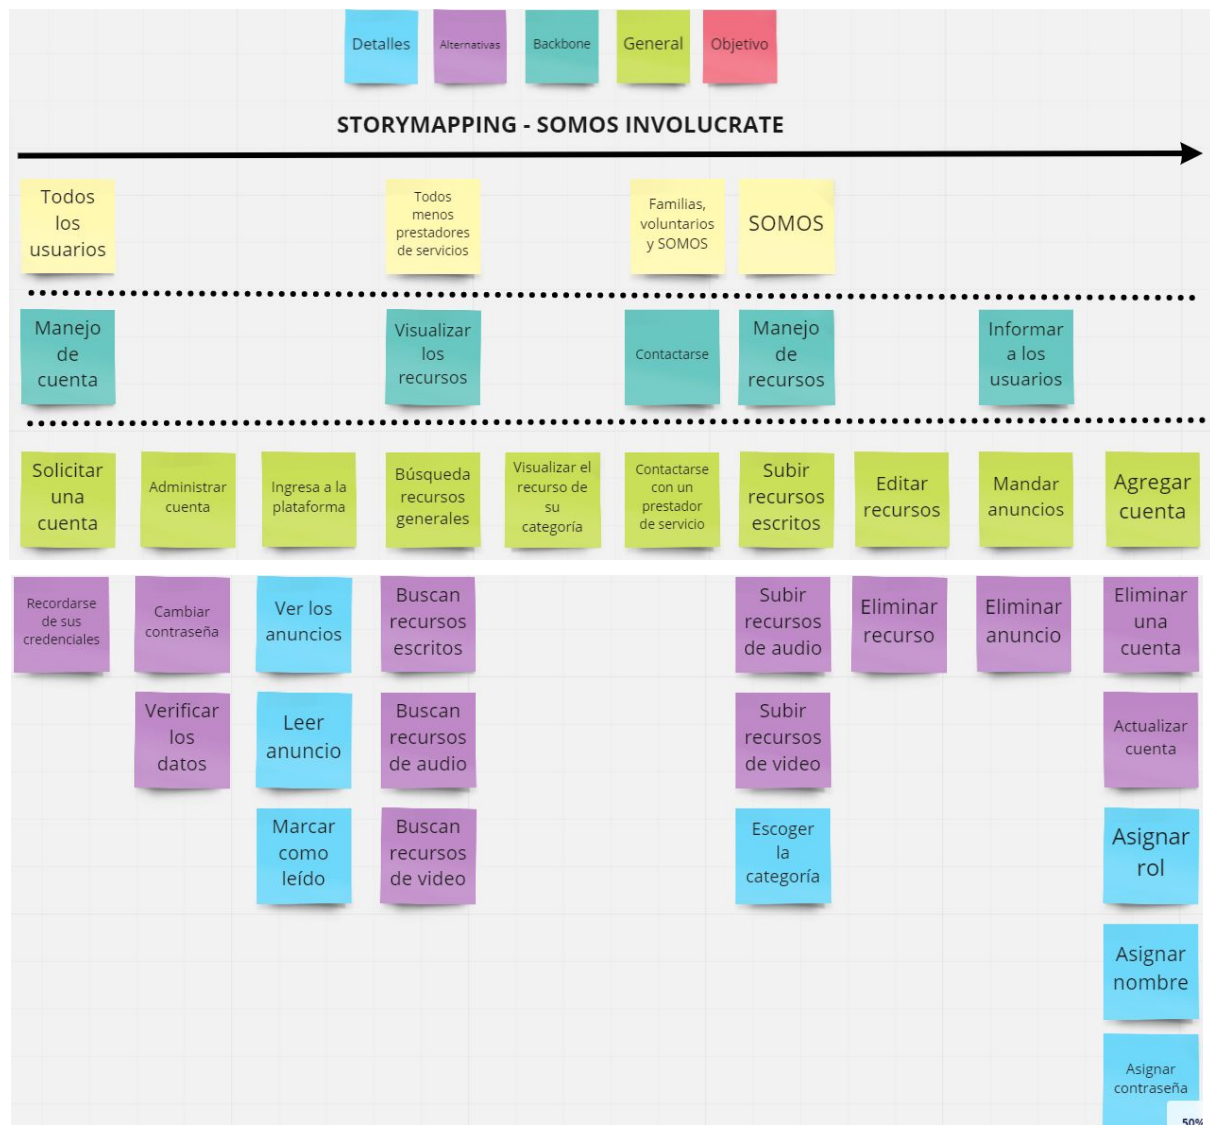 Detalles
Alternativas
Backbone
General
Objetivo
STORYMAPPING - SOMOS INVOLUCRATE
Todos
los
usuarios
Todos
menos
prestadores
de servicios
Familias,
voluntarios
y SOMOS
SOMOS
Manejo
de
cuenta
Visualizar
los
recursos
Contactarse
Manejo
de
recursos
Informar
a los
usuarios
Solicitar
una
cuenta
Administrar
cuenta
Ingresa a la
plataforma
Búsqueda
recursos
generales
Visualizar el
recurso de
su
categoría
Contactarse
con un
prestador
de servicio
Subir
recursos
escritos
Editar
recursos
Mandar
anuncios
Agregar
cuenta
Recordarse
de sus
credenciales
Cambiar
contraseña
Ver los
anuncios
Buscan
recursos
escritos
Subir
recursos
de audio
Eliminar
recurso
Eliminar
anuncio
Eliminar
una
cuenta
Verificar
los
datos
Leer
anuncio
Buscan
recursos
de audio
Subir
recursos
de video
Actualizar
cuenta
Marcar
como
leído
Buscan
recursos
de video
Escoger
la
categoría
Asignar
rol
Asignar
nombre
Asignar
contraseña
50%